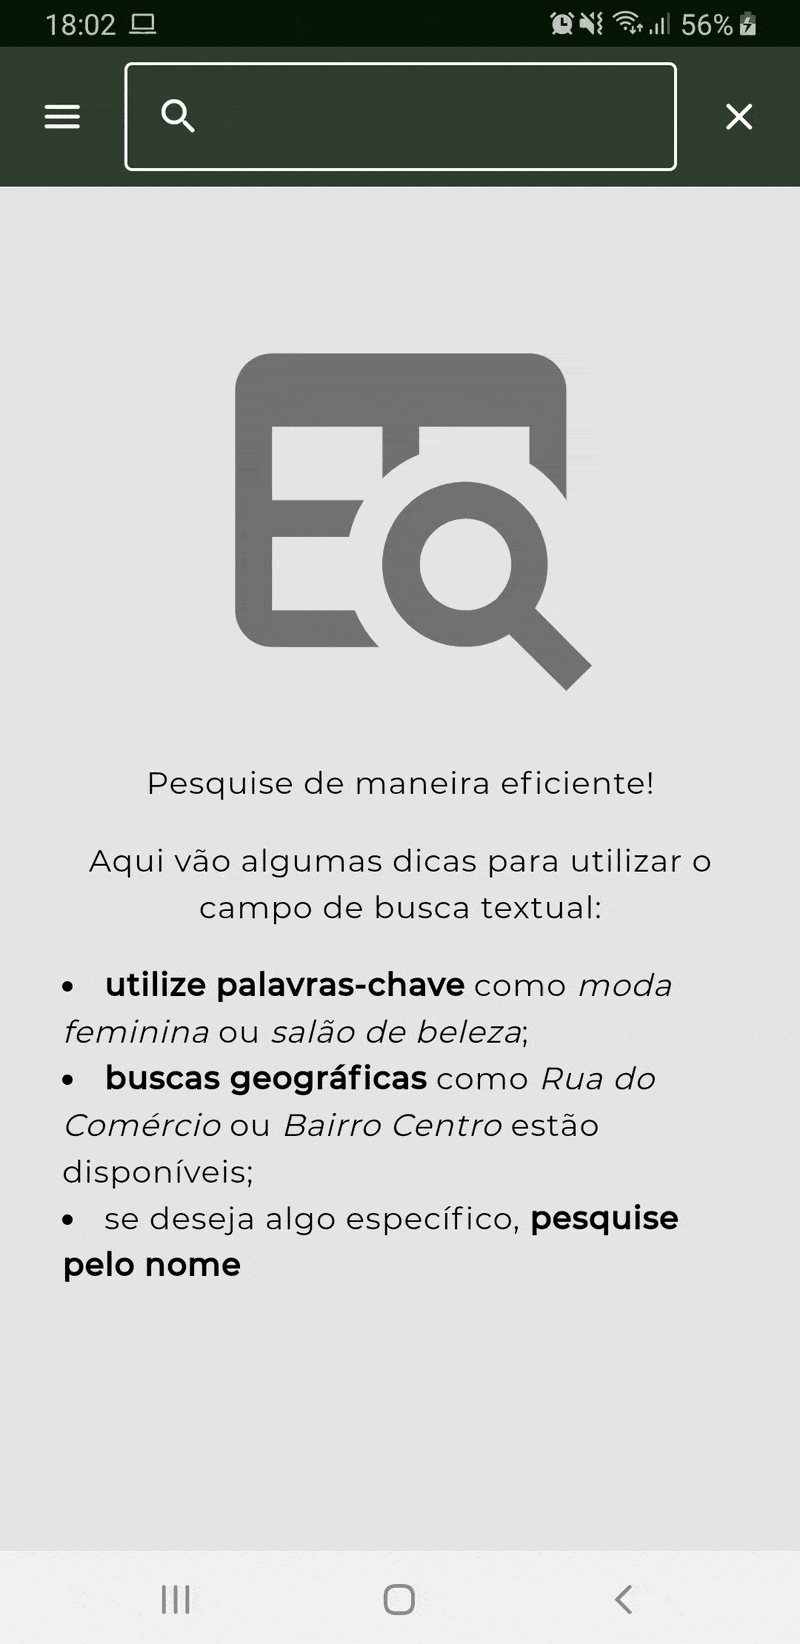 18:02 56%
Pesquise de maneira eficiente!
Aqui vão algumas dicas para utilizar o
campo de busca textual:
• utilize palavras-chave como moda
feminina ou salão de beleza;
• buscas geográficas como Rua do
Comércio ou Bairro Centro estão
disponíveis;
• se deseja algo específico, pesquise
pelo nome